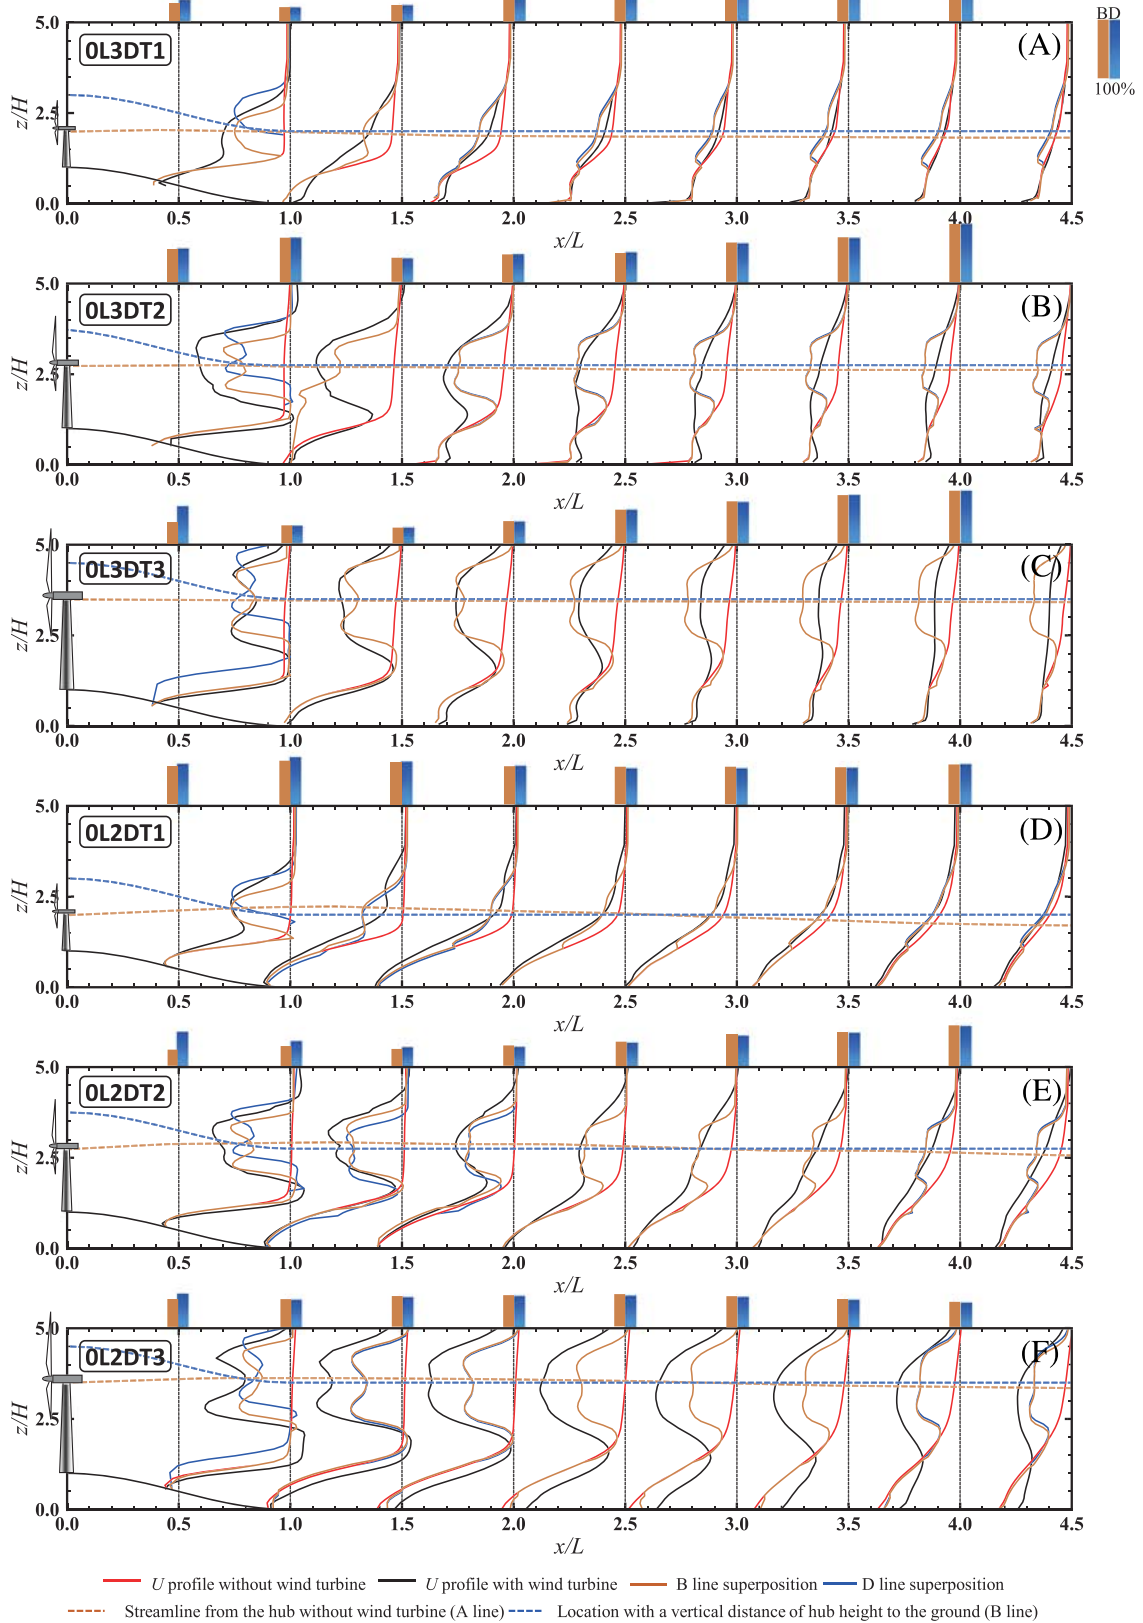 BD
100%
5.0
0L3DT1
(A)
z/H
2.5
0.0
0.0 0.5 1.0 1.5 2.0 2.5 3.0 3.5 4.0 4.5
x/L
5.0
0L3DT2
(B)
z/H
2.5
0.0
0.0 0.5 1.0 1.5 2.0 2.5 3.0 3.5 4.0 4.5
x/L
5.0
0L3DT3
(C)
z/H
2.5
0.0
0.0 0.5 1.0 1.5 2.0 2.5 3.0 3.5 4.0 4.5
x/L
5.0
0L2DT1
(D)
z/H
2.5
0.0
0.0 0.5 1.0 1.5 2.0 2.5 3.0 3.5 4.0 4.5
x/L
5.0
0L2DT2
(E)
z/H
2.5
0.0
0.0 0.5 1.0 1.5 2.0 2.5 3.0 3.5 4.0 4.5
x/L
5.0
0L2DT3
(F)
z/H
2.5
0.0
0.0 0.5 1.0 1.5 2.0 2.5 3.0 3.5 4.0 4.5
x/L
U profile without wind turbine U profile with wind turbine B line superposition D line superposition
Streamline from the hub without wind turbine (A line) Location with a vertical distance of hub height to the ground (B line)